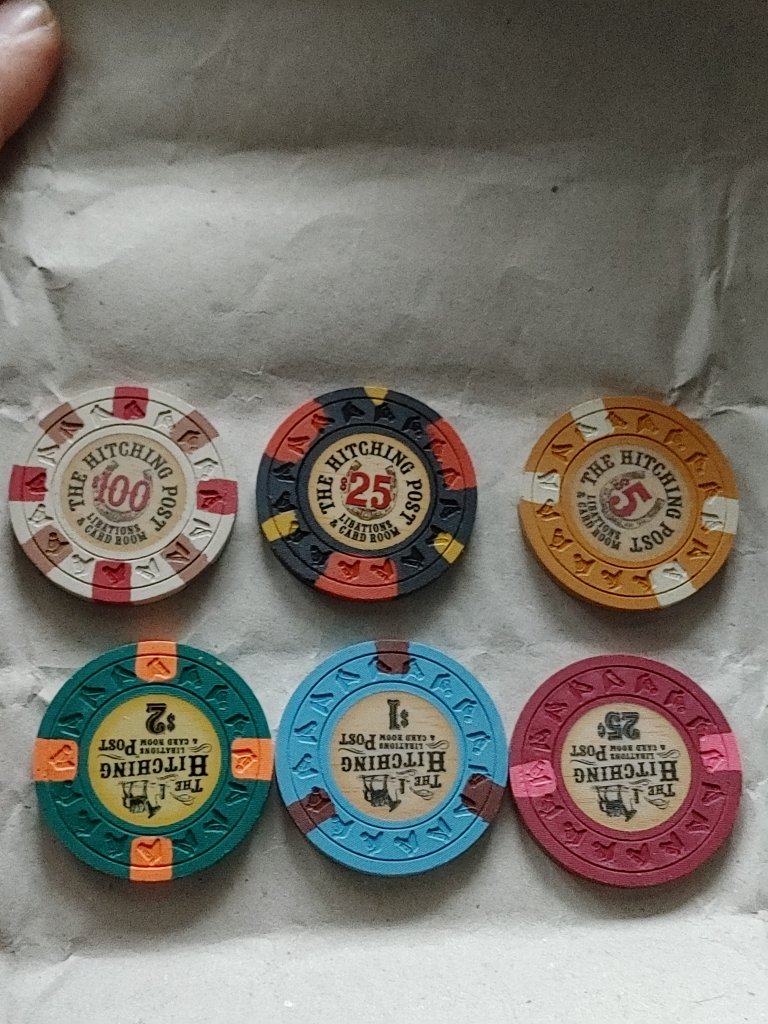 THE HITCHING POST
$100
LIBATIONS
& CARD ROOM
THE HITCHING POST
$25
LIBATIONS
& CARD ROOM
THE HITCHING POST
$5
LIBATIONS
& CARD ROOM
THE
HITCHING
POST
LIBATIONS
& CARD ROOM
$2
THE
HITCHING
POST
LIBATIONS
& CARD ROOM
$1
THE
HITCHING
POST
LIBATIONS
& CARD ROOM
25¢